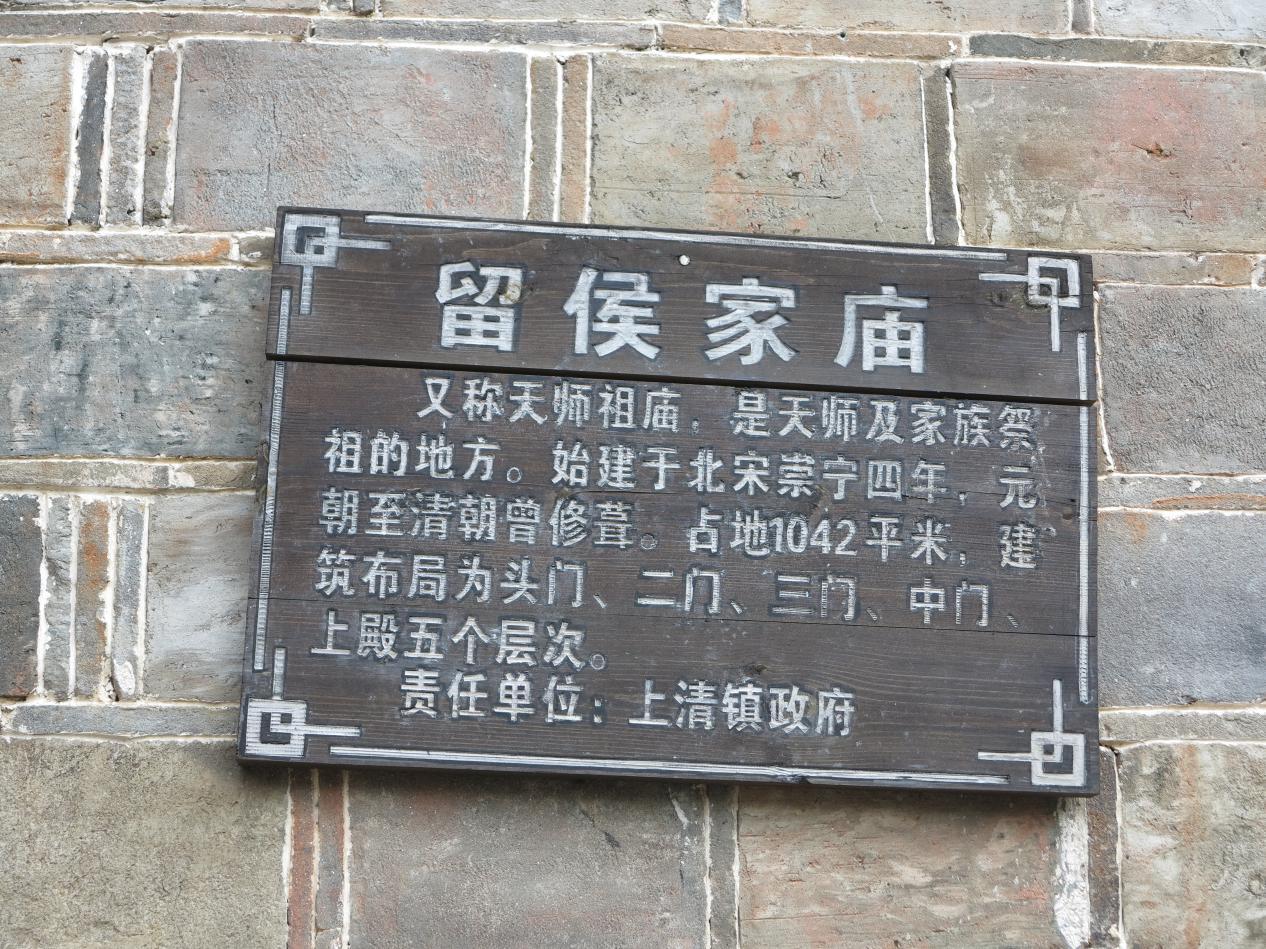 留侯家庙
又称天师祖庙，是天师及家族祭
祖的地方。始建于北宋崇宁四年，元
朝至清朝曾修葺。占地1042平米，建
筑布局为头门、二门、三门、中门、
上殿五个层次。
责任单位：上清镇政府